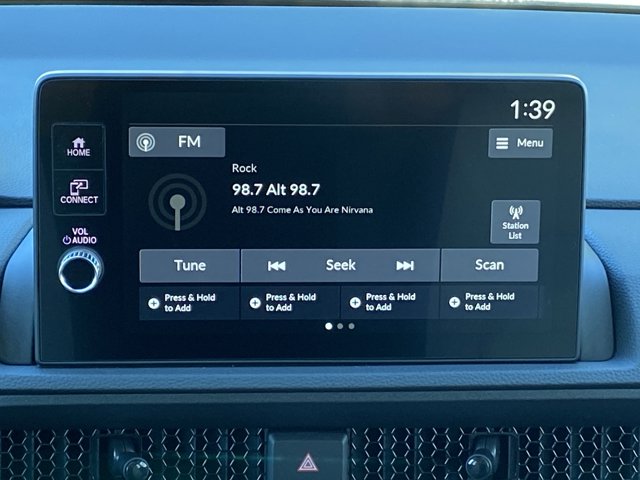 1:39
FM
Menu
HOME
Rock
98.7 Alt 98.7
Alt 98.7 Come As You Are Nirvana
CONNECT
Station
List
VOL
AUDIO
Tune
Seek
Scan
Press & Hold
to Add
Press & Hold
to Add
Press & Hold
to Add
Press & Hold
to Add